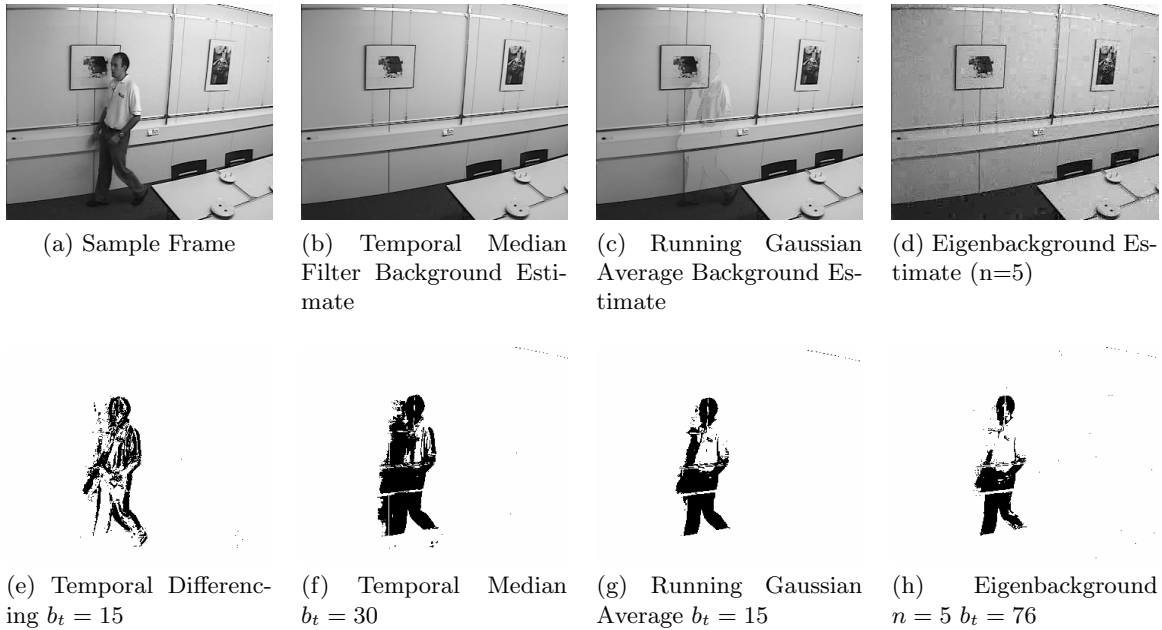 (a) Sample Frame
(b) Temporal Median
Filter Background Esti-
mate
(c) Running Gaussian
Average Background Es-
timate
(d) Eigenbackground Es-
timate (n=5)
(e) Temporal Differenc-
ing b_t = 15
(f) Temporal Median
b_t = 30
(g) Running Gaussian
Average b_t = 15
(h) Eigenbackground
n = 5 b_t = 76